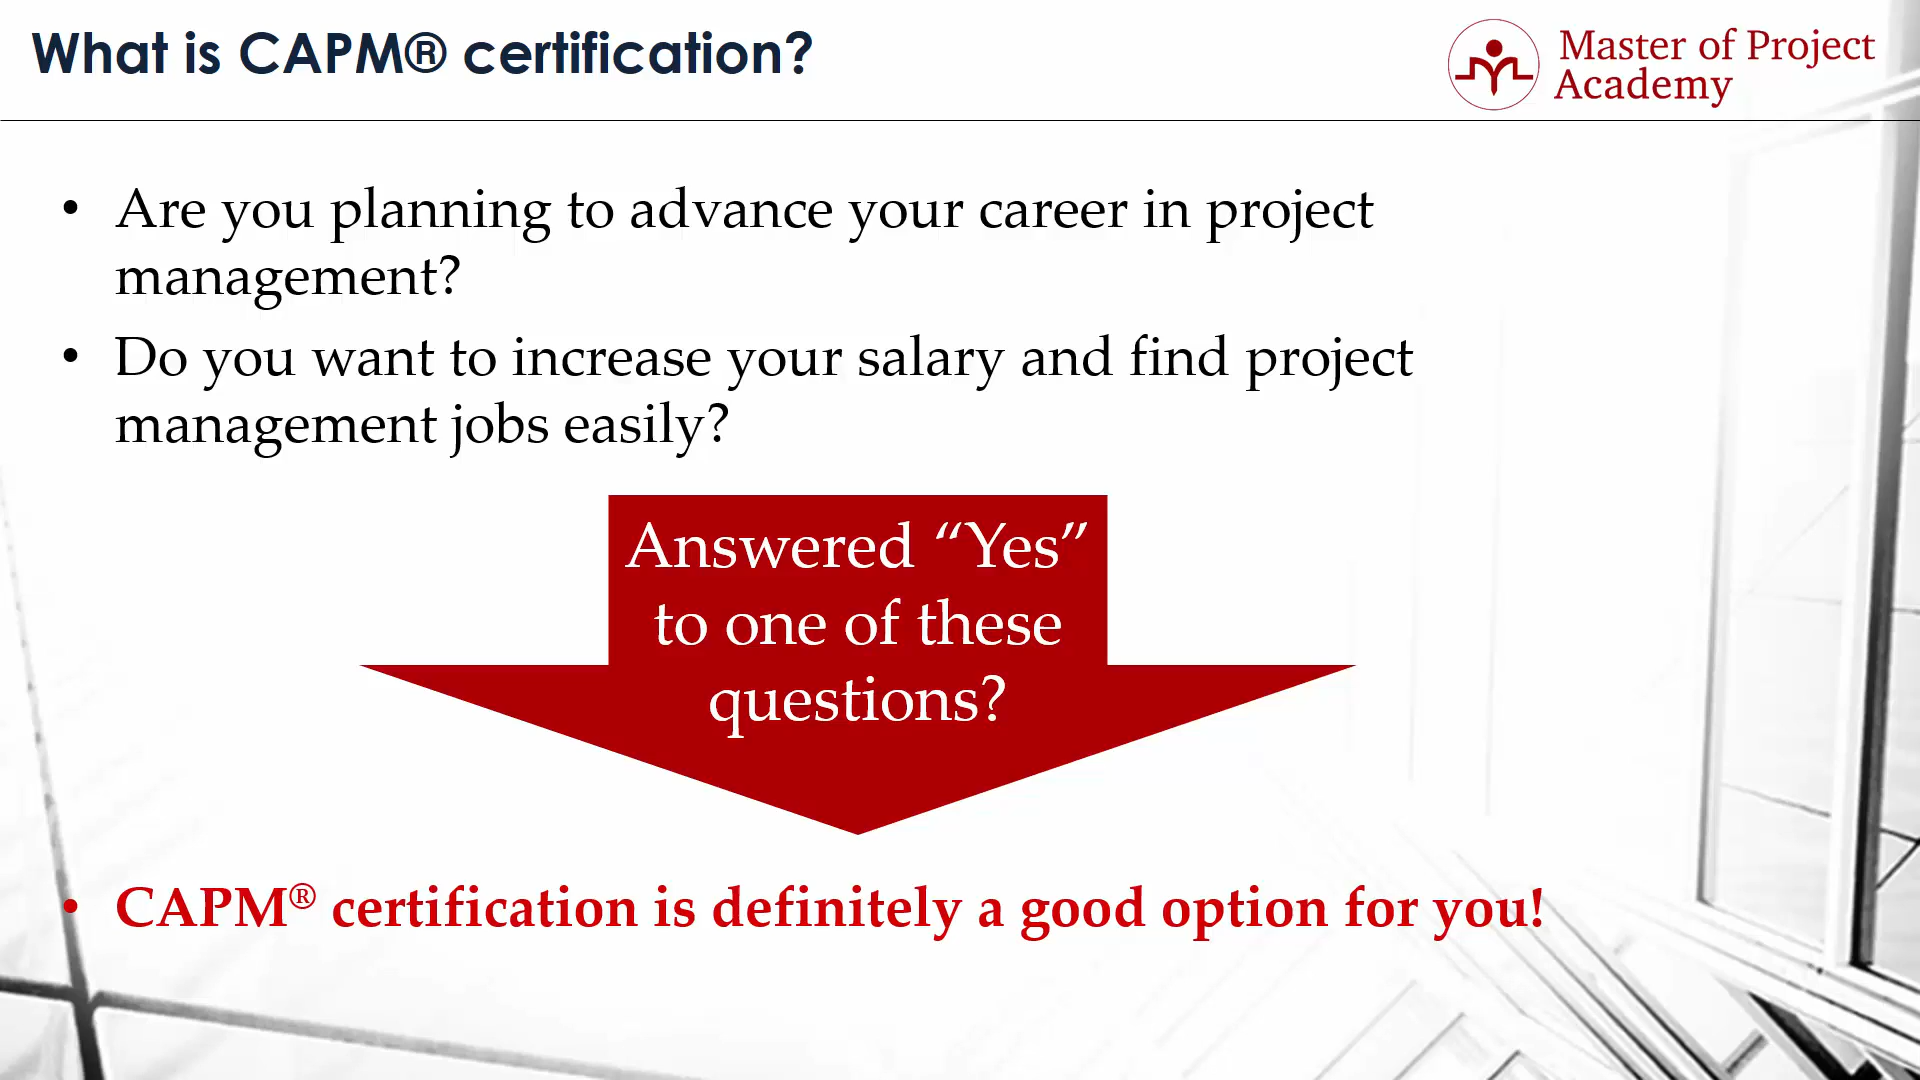 What is CAPM® certification?
Master of Project
Academy
• Are you planning to advance your career in project
management?
• Do you want to increase your salary and find project
management jobs easily?
Answered “Yes”
to one of these
questions?
• CAPM® certification is definitely a good option for you!